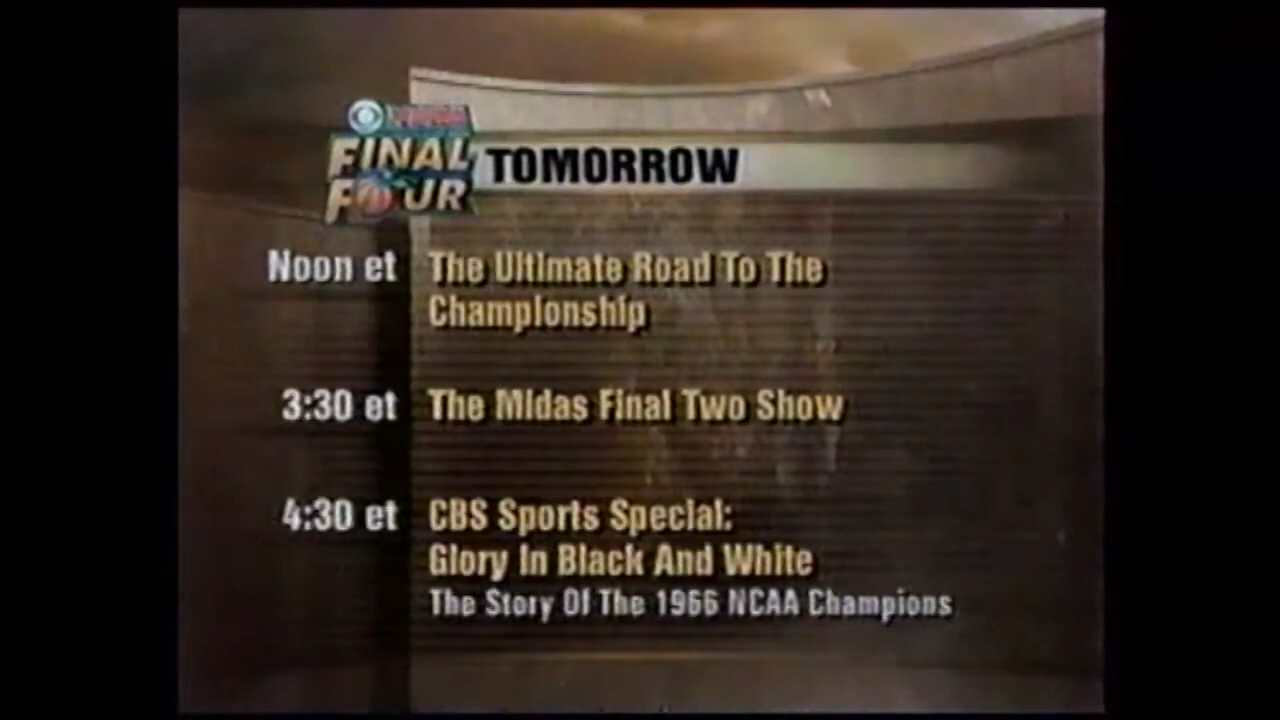 FINAL
FOUR
TOMORROW
Noon et
The Ultimate Road To The
Championship
3:30 et
The Midas Final Two Show
4:30 et
CBS Sports Special:
Glory In Black And White
The Story Of The 1966 NCAA Champions